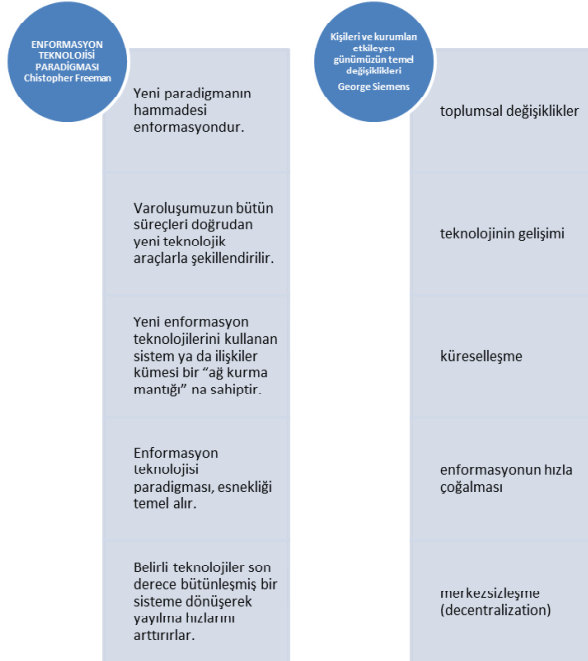 ENFORMASYON
TEKNOLOJİSİ
PARADİGMASI
Chistopher Freeman
Yeni paradigmanın
hammadesi
enformasyondur.
Varoluşumuzun bütün
süreçleri doğrudan
yeni teknolojik
araçlarla şekillendirilir.
Yeni enformasyon
teknolojilerini kullanan
sistem ya da ilişkiler
kümesi bir “ağ kurma
mantığı” na sahiptir.
Enformasyon
teknolojisi
paradigması, esnekliği
temel alır.
Belirli teknolojiler son
derece bütünleşmiş bir
sisteme dönüşerek
yayılma hızlarını
arttırırlar.
Kişileri ve kurumları
etkileyen
günümüzün temel
değişiklikleri
George Siemens
toplumsal değişiklikler
teknolojinin gelişimi
küreselleşme
enformasyonun hızla
çoğalması
merkezsizleşme
(decentralization)